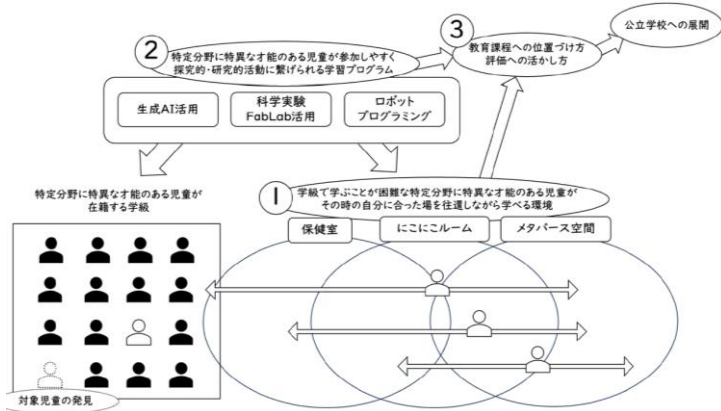 公立学校への展開
③
教育課程への位置づけ方
評価への活かし方
②
特定分野に特異な才能のある児童が参加しやすく
探究的・研究的活動に繋げられる学習プログラム
生成AI活用
科学実験
FabLab活用
ロボット
プログラミング
特定分野に特異な才能のある児童が
在籍する学級
①
学級で学ぶことが困難な特定分野に特異な才能のある児童が
その時の自分に合った場を往還しながら学べる環境
保健室
にこにこルーム
メタバース空間
対象児童の発見